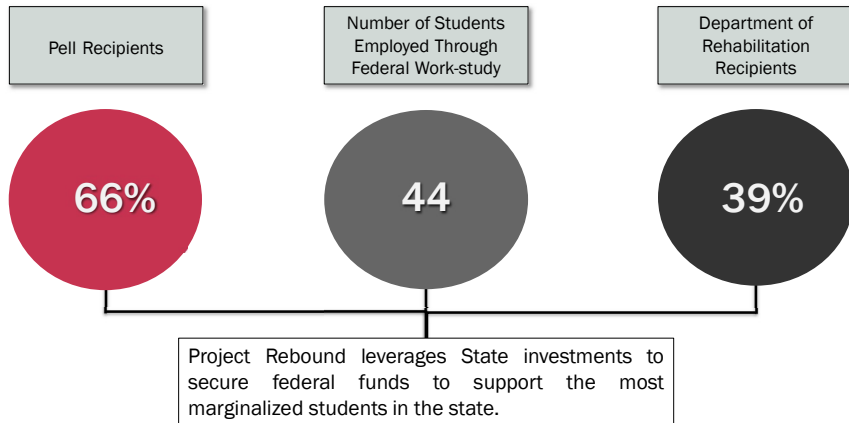 Pell Recipients
Number of Students
Employed Through
Federal Work-study
Department of
Rehabilitation
Recipients
66%
44
39%
Project Rebound leverages State investments to
secure federal funds to support the most
marginalized students in the state.